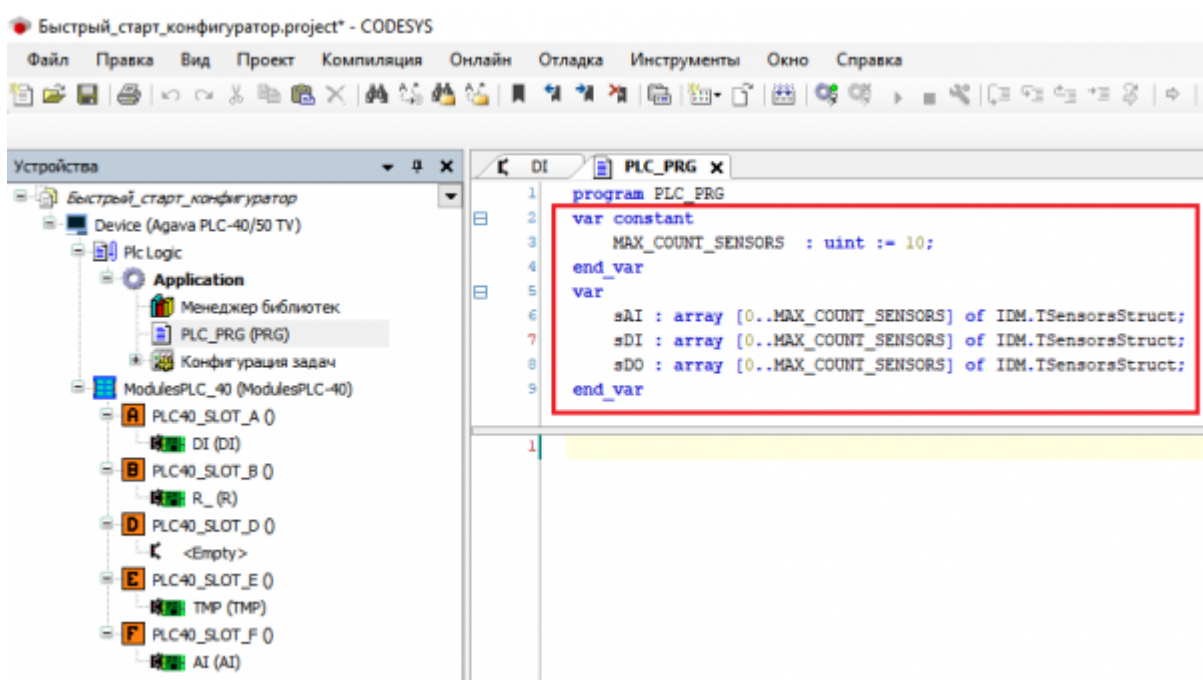 Быстрый_старт_конфигуратор.project* - CODESYS
Файл Правка Вид Проект Компиляция Онлайн Отладка Инструменты Окно Справка
Устройства
Быстрый_старт_конфигуратор
Device (Agava PLC-40/50 TV)
Plc Logic
Application
Менеджер библиотек
PLC_PRG (PRG)
Конфигурация задач
ModulesPLC_40 (ModulesPLC-40)
A PLC40_SLOT_A ()
DI (DI)
B PLC40_SLOT_B ()
R_ (R)
D PLC40_SLOT_D ()
<Empty>
E PLC40_SLOT_E ()
TMP (TMP)
F PLC40_SLOT_F ()
AI (AI)
DI PLC_PRG X
1 program PLC_PRG
2 var constant
3 MAX_COUNT_SENSORS : uint := 10;
4 end_var
5 var
6 sAI : array [0..MAX_COUNT_SENSORS] of IDM.TSensorsStruct;
7 sDI : array [0..MAX_COUNT_SENSORS] of IDM.TSensorsStruct;
8 sDO : array [0..MAX_COUNT_SENSORS] of IDM.TSensorsStruct;
9 end_var
1